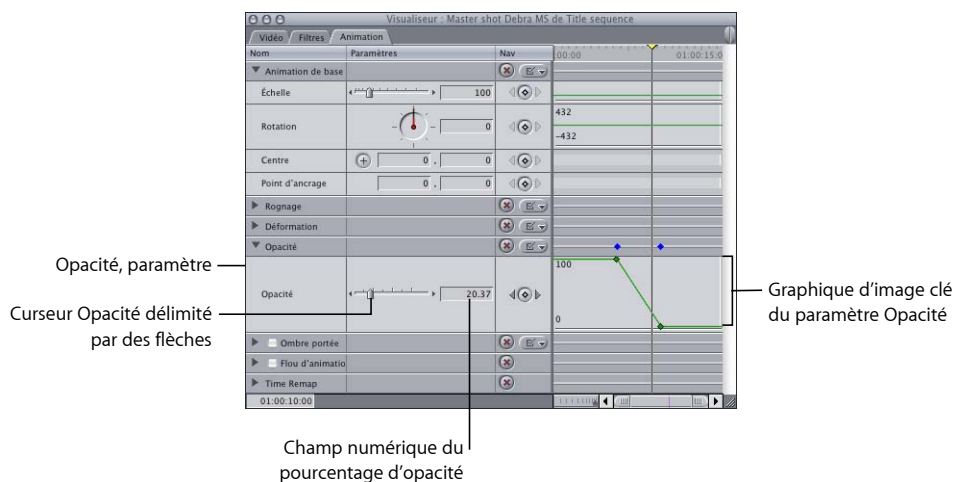 Visualiseur : Master shot Debra MS de Title sequence
Vidéo Filtres Animation
Nom Paramètres Nav 00:00 01:00:15:0
Animation de base
Échelle 100
Rotation 0 432 -432
Centre 0 , 0
Point d'ancrage 0 , 0
Rognage
Déformation
Opacité
Opacité 20.37 100 0
Ombre portée
Flou d'animatio
Time Remap
01:00:10:00
Opacité, paramètre
Curseur Opacité délimité
par des flèches
Champ numérique du
pourcentage d'opacité
Graphique d'image clé
du paramètre Opacité